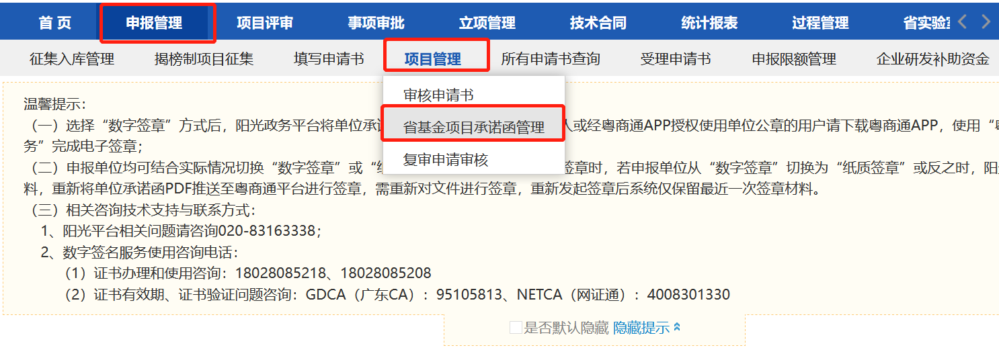 首 页 申报管理 项目评审 事项审批 立项管理 技术合同 统计报表 过程管理 省实验
征集入库管理 揭榜制项目征集 填写申请书 项目管理 所有申请书查询 受理申请书 申报限额管理 企业研发补助资金
审核申请书
省基金项目承诺函管理
复审申请审核
温馨提示：
（一）选择“数字签章”方式后，阳光政务平台将单位承 人或经粤商通APP授权使用单位公章的用户请下载粤商通APP，使用“
务”完成电子签章；
（二）申报单位均可结合实际情况切换“数字签章”或“ 签章时，若申报单位从“数字签章”切换为“纸质签章”或反之时，阳
料，重新将单位承诺函PDF推送至粤商通平台进行签章，需重新对文件进行签章，重新发起签章后系统仅保留最近一次签章材料。
（三）相关咨询技术支持与联系方式：
1、阳光平台相关问题请咨询020-83163338；
2、数字签名服务使用咨询电话：
（1）证书办理和使用咨询：18028085218、18028085208
（2）证书有效期、证书验证问题咨询：GDCA（广东CA）：95105813、NETCA（网证通）：4008301330
是否默认隐藏 隐藏提示